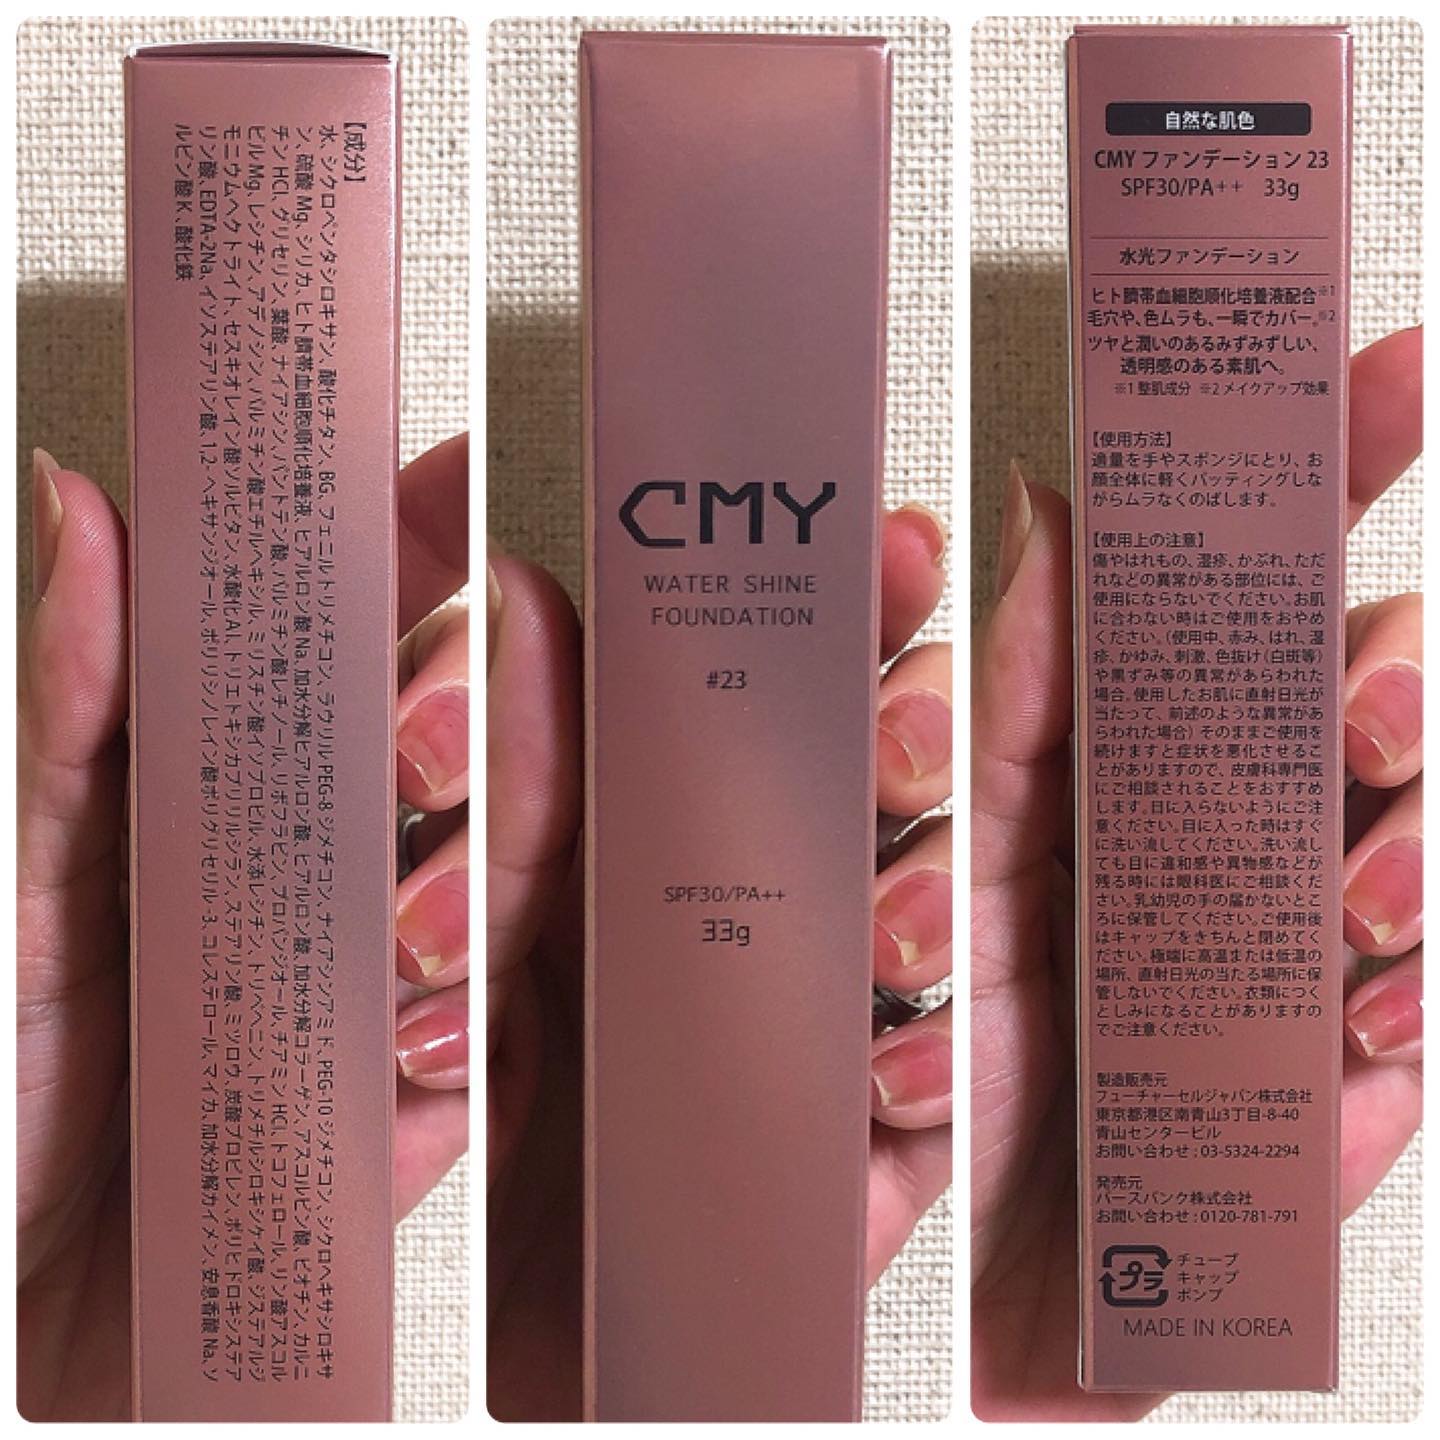 【成分】
水、シクロペンタシロキサン、酸化チタン、BG、フェニルトリメチコン、ラウリルPEG-8ジメチコン、ナイアシンアミド、PEG-10ジメチコン、シクロヘキサシロキサ
ン、硫酸Mg、シリカ、ヒト臍帯血細胞順化培養液、ヒアルロン酸Na、加水分解ヒアルロン酸、ヒアルロン酸、加水分解コラーゲン、アスコルビン酸、ビオチン、カルニ
チンHCl、グリセリン、葉酸、ナイアシン、パントテン酸、パルミチン酸レチノール、リボフラビン、プロパンジオール、チアミンHCl、トコフェロール、リン酸アスコル
ビルMg、レシチン、アデノシン、パルミチン酸エチルヘキシル、ミリスチン酸イソプロピル、水添レシチン、トリベヘニン、トリメチルシロキシケイ酸、ジステアルジ
モニウムヘクトライト、セスキオレイン酸ソルビタン、水酸化Al、トリエトキシカプリリルシラン、ステアリン酸、ミツロウ、炭酸プロピレン、ポリヒドロキシステア
リン酸、EDTA-2Na、イソステアリン酸、1,2-ヘキサンジオール、ポリリシノレイン酸ポリグリセリル-3、コレステロール、マイカ、加水分解カイメン、安息香酸Na、ソ
ルビン酸K、酸化鉄
CMY
WATER SHINE
FOUNDATION
#23
SPF30/PA++
33g
自然な肌色
CMY ファンデーション 23
SPF30/PA++ 33g
水光ファンデーション
ヒト臍帯血細胞順化培養液配合※1
毛穴や、色ムラも、一瞬でカバー。※2
ツヤと潤いのあるみずみずしい、
透明感のある素肌へ。
※1 整肌成分 ※2 メイクアップ効果
【使用方法】
適量を手やスポンジにとり、お
顔全体に軽くパッティングしな
がらムラなくのばします。
【使用上の注意】
傷やはれもの、湿疹、かぶれ、ただ
れなどの異常がある部位には、ご
使用にならないでください。お肌
に合わない時はご使用をおやめ
ください。(使用中、赤み、はれ、湿
疹、かゆみ、刺激、色抜け(白斑等)
や黒ずみ等の異常があらわれた
場合。使用したお肌に直射日光が
当たって、前述のような異常があ
らわれた場合)そのままご使用を
続けますと症状を悪化させるこ
とがありますので、皮膚科専門医
にご相談されることをおすすめ
します。目に入らないようにご注
意ください。目に入った時はすぐ
に洗い流してください。洗い流し
ても目に違和感や異物感などが
残る時には眼科医にご相談くだ
さい。乳幼児の手の届かないとこ
ろに保管してください。ご使用後
はキャップをきちんと閉めてく
ださい。極端に高温または低温の
場所、直射日光の当たる場所に保
管しないでください。衣類につく
としみになることがありますの
でご注意ください。
製造販売元
フューチャーセルジャパン株式会社
東京都港区南青山3丁目-8-40
青山センタービル
お問い合わせ:03-5324-2294
発売元
バースバンク株式会社
お問い合わせ:0120-781-791
プラ
チューブ
キャップ
ポンプ
MADE IN KOREA